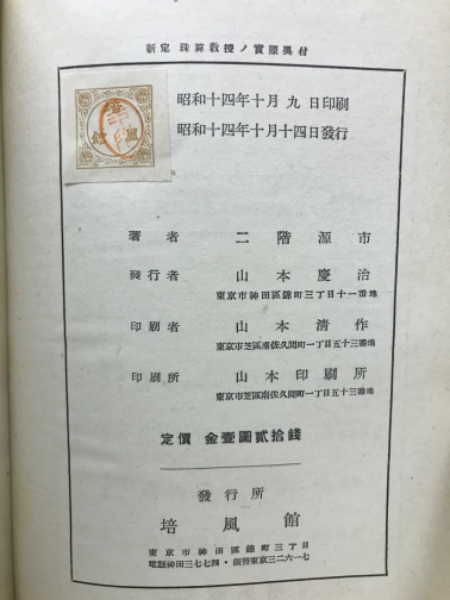 新定 珠算教授ノ實際奥付
昭和十四年十月九日印刷
昭和十四年十月十四日發行
著者 二階源市
發行者 山本慶治
東京市神田區錦町三丁目十一番地
印刷者 山本清作
東京市芝區南佐久間町一丁目五十三番地
印刷所 山本印刷所
東京市芝區南佐久間町一丁目五十三番地
定價 金壹圓貳拾錢
發行所
培風館
東京市神田區錦町三丁目
電話神田三七七四・振替東京三二六一七